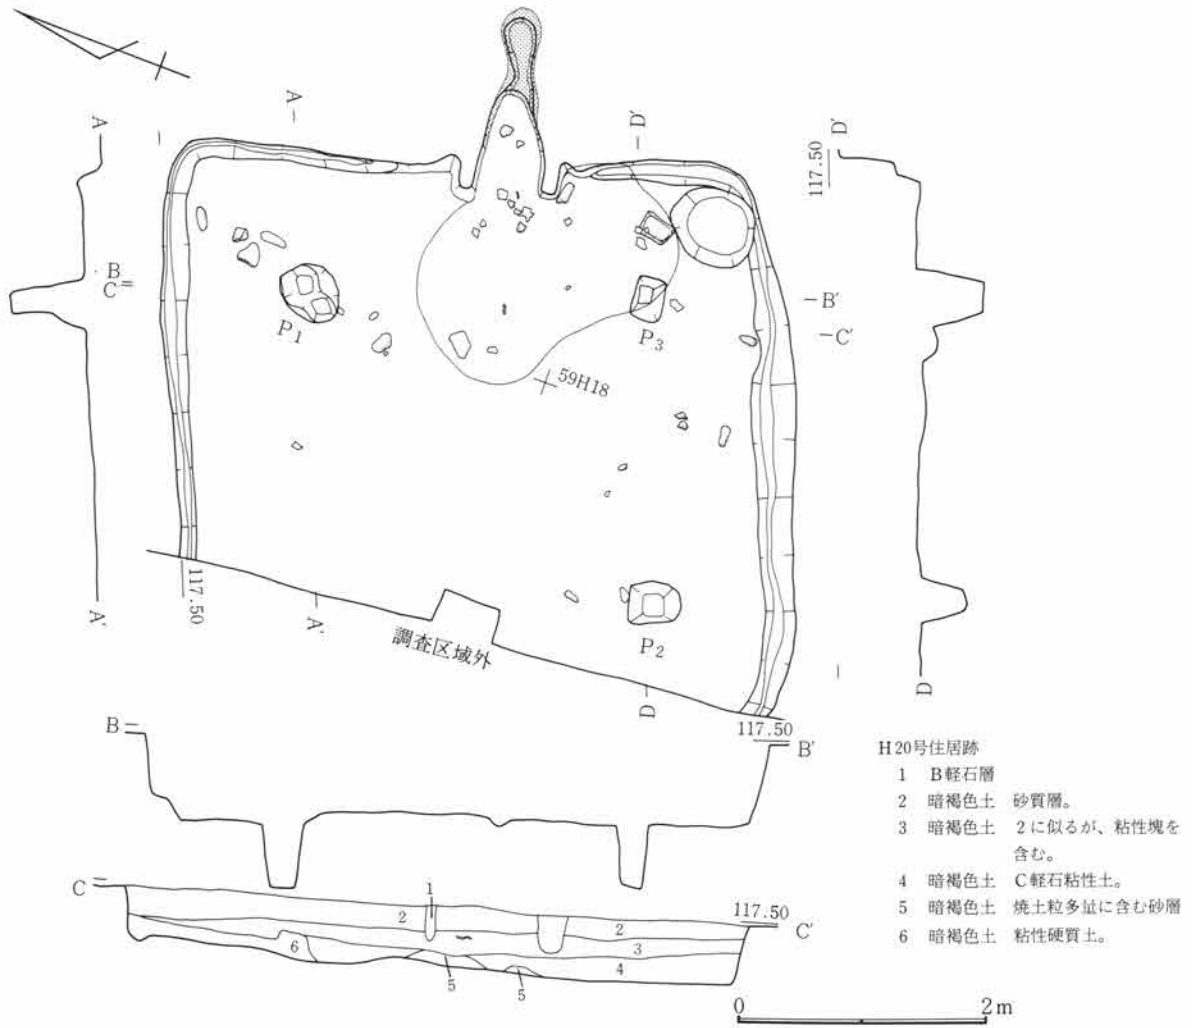 A
A
D'
D'
117.50
B
C
B'
C'
P1
P3
59H18
117.50
A'
A'
調査区域外
P2
D
D
B
117.50
B'
C
1
2
2
117.50
C'
3
6
4
5
5
H20号住居跡
1 B軽石層
2 暗褐色土 砂質層。
3 暗褐色土 2に似るが、粘性塊を
含む。
4 暗褐色土 C軽石粘性土。
5 暗褐色土 焼土粒多量に含む砂層
6 暗褐色土 粘性硬質土。
0 2m